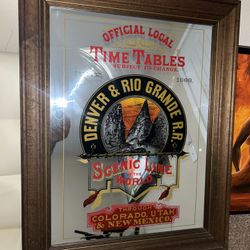 OFFICIAL LOCAL
TIME TABLES
SUBJECT TO CHANGE.
DENVER & RIO GRANDE R.R.
SCENIC LINE
OF THE
WORLD
THROUGH
COLORADO, UTAH
& NEW MEXICO.